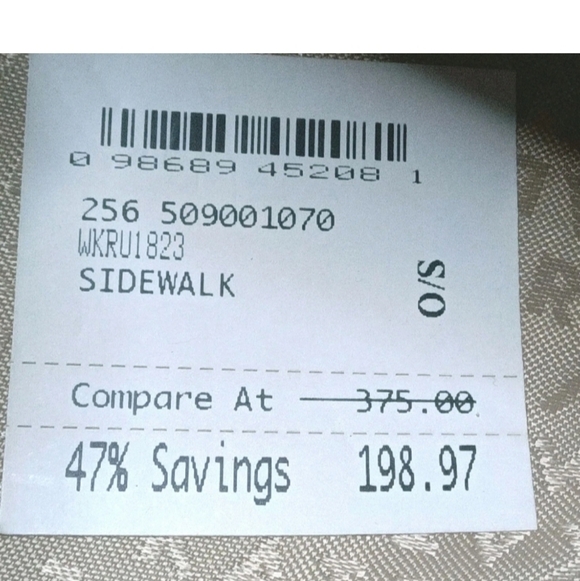 0 98689 45208 1
256 509001070
WKRU1823
SIDEWALK
S/O
Compare At 375.00
47% Savings 198.97